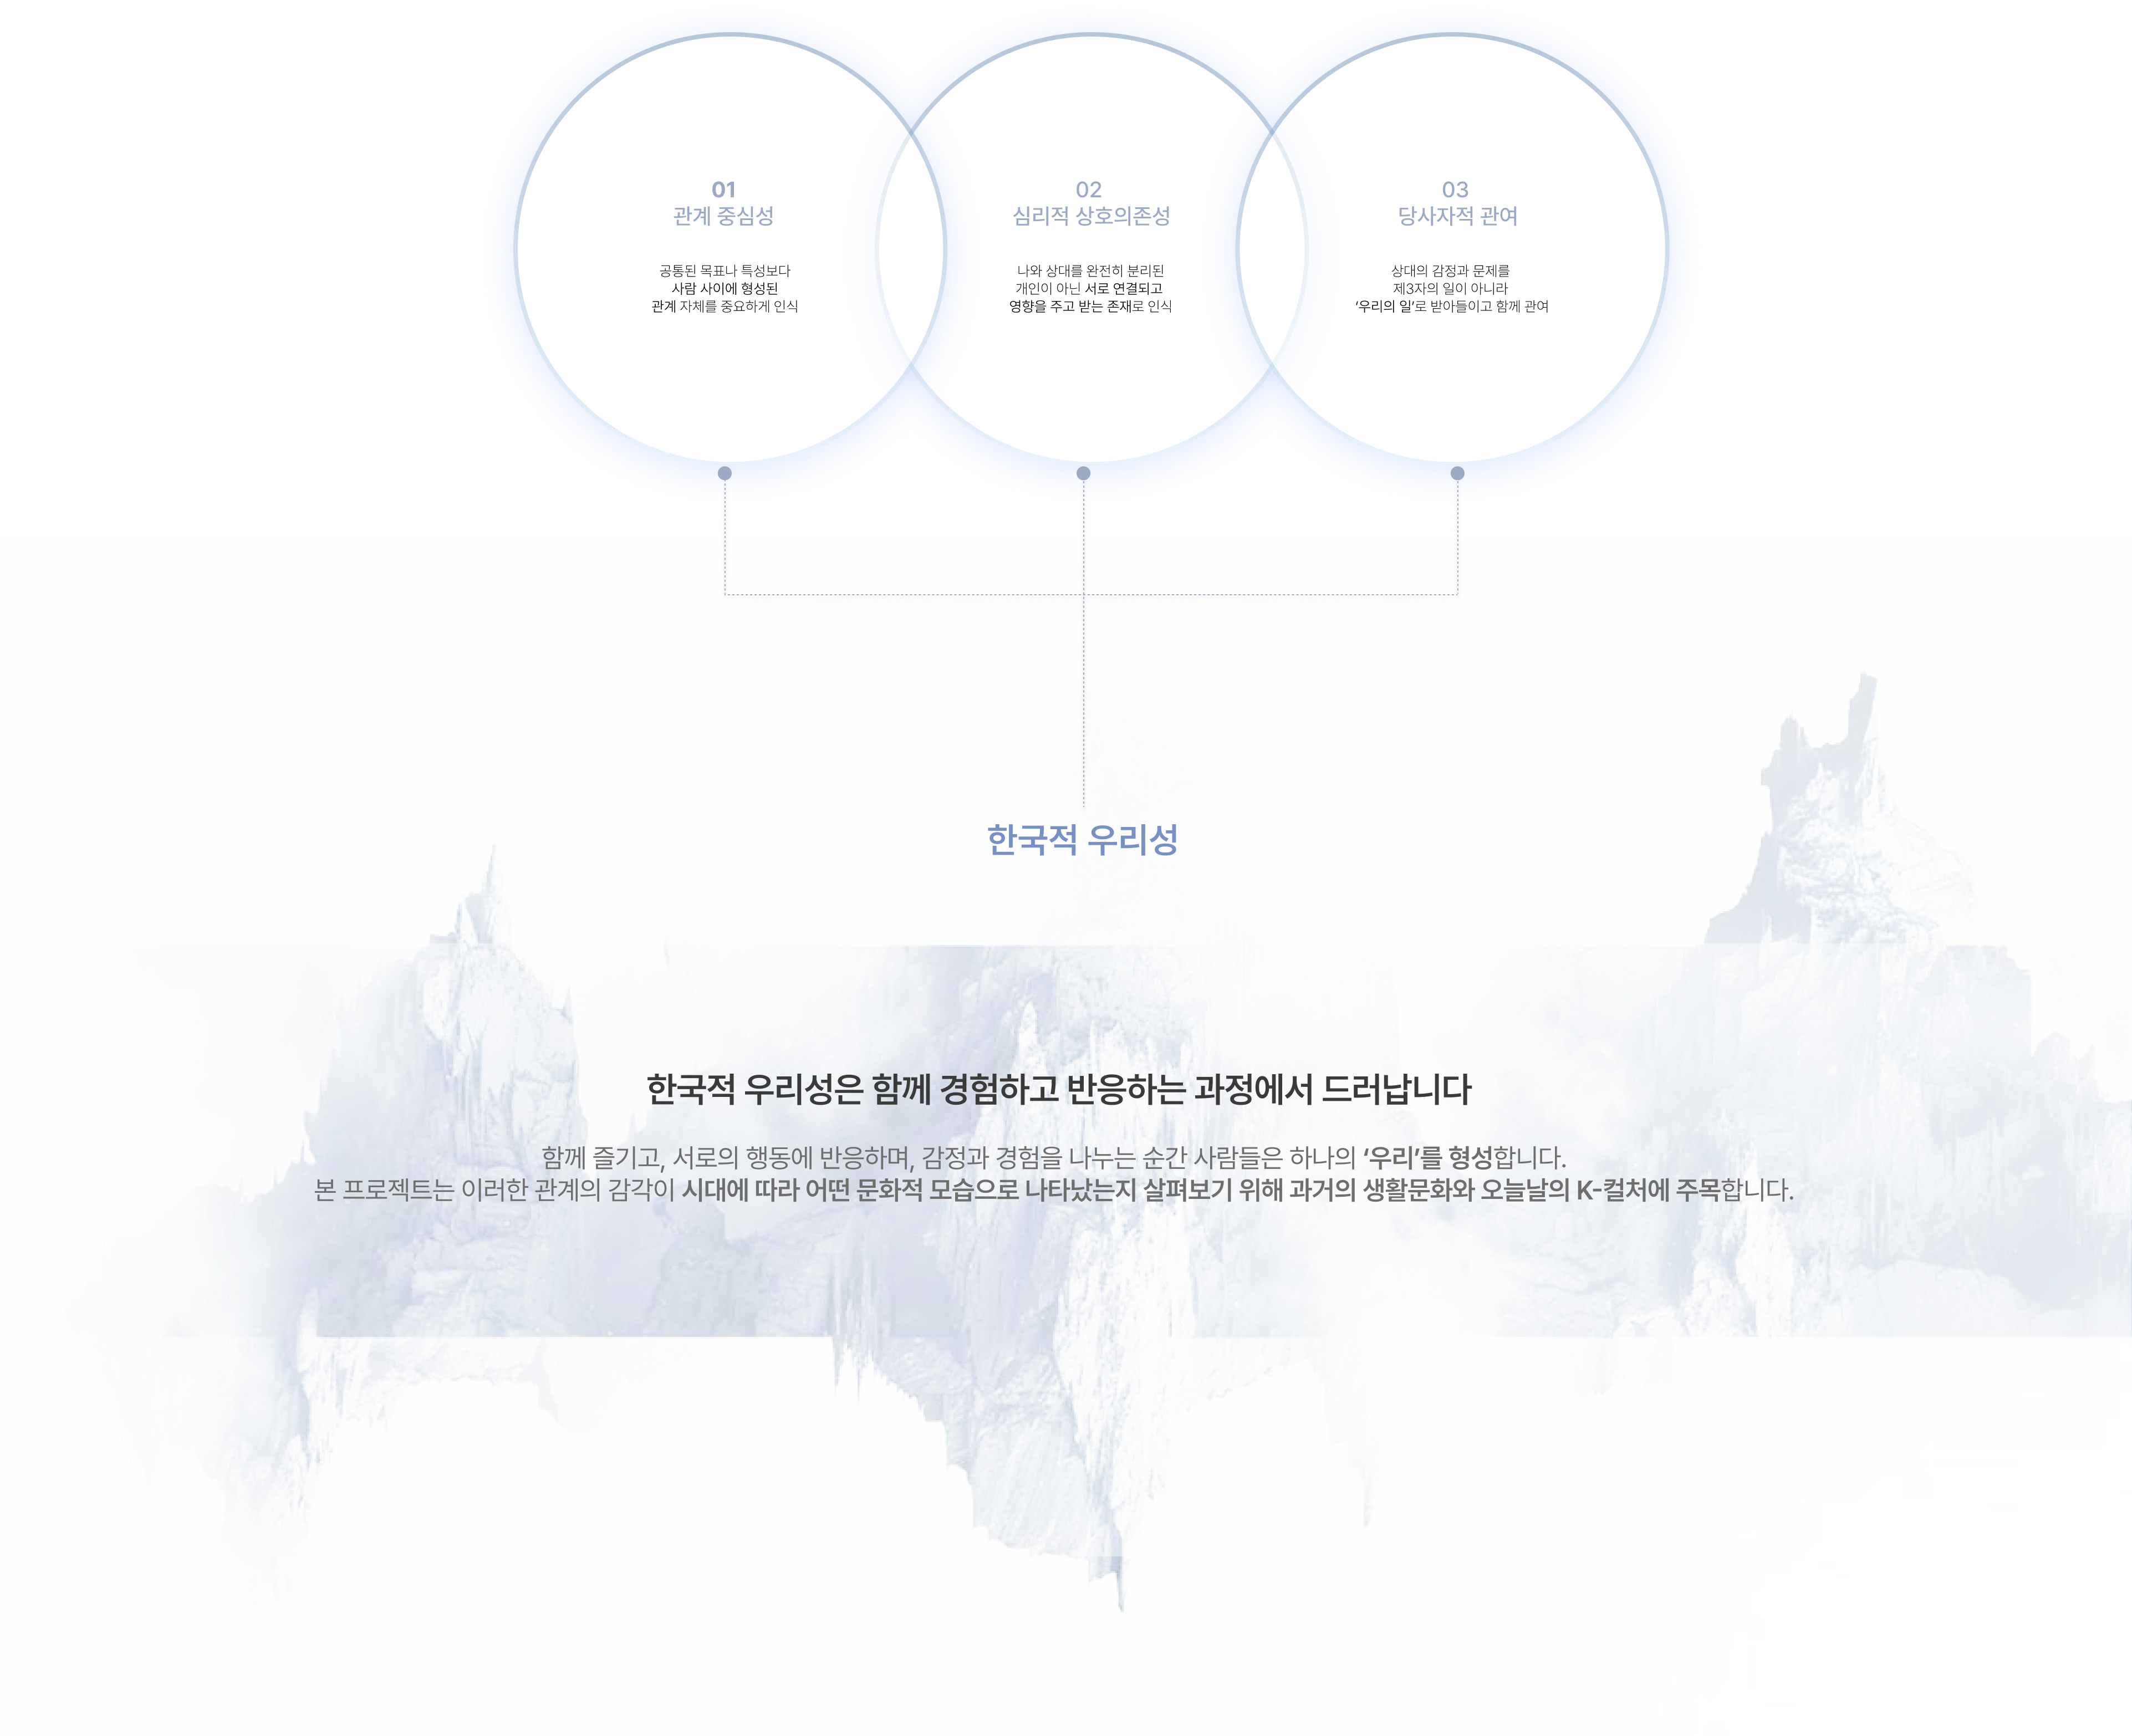 01
관계 중심성
공통된 목표나 특성보다
사람 사이에 형성된
관계 자체를 중요하게 인식
02
심리적 상호의존성
나와 상대를 완전히 분리된
개인이 아닌 서로 연결되고
영향을 주고 받는 존재로 인식
03
당사자적 관여
상대의 감정과 문제를
제3자의 일이 아니라
‘우리의 일’로 받아들이고 함께 관여
한국적 우리성
한국적 우리성은 함께 경험하고 반응하는 과정에서 드러납니다
함께 즐기고, 서로의 행동에 반응하며, 감정과 경험을 나누는 순간 사람들은 하나의 ‘우리’를 형성합니다.
본 프로젝트는 이러한 관계의 감각이 시대에 따라 어떤 문화적 모습으로 나타났는지 살펴보기 위해 과거의 생활문화와 오늘날의 K-컬처에 주목합니다.